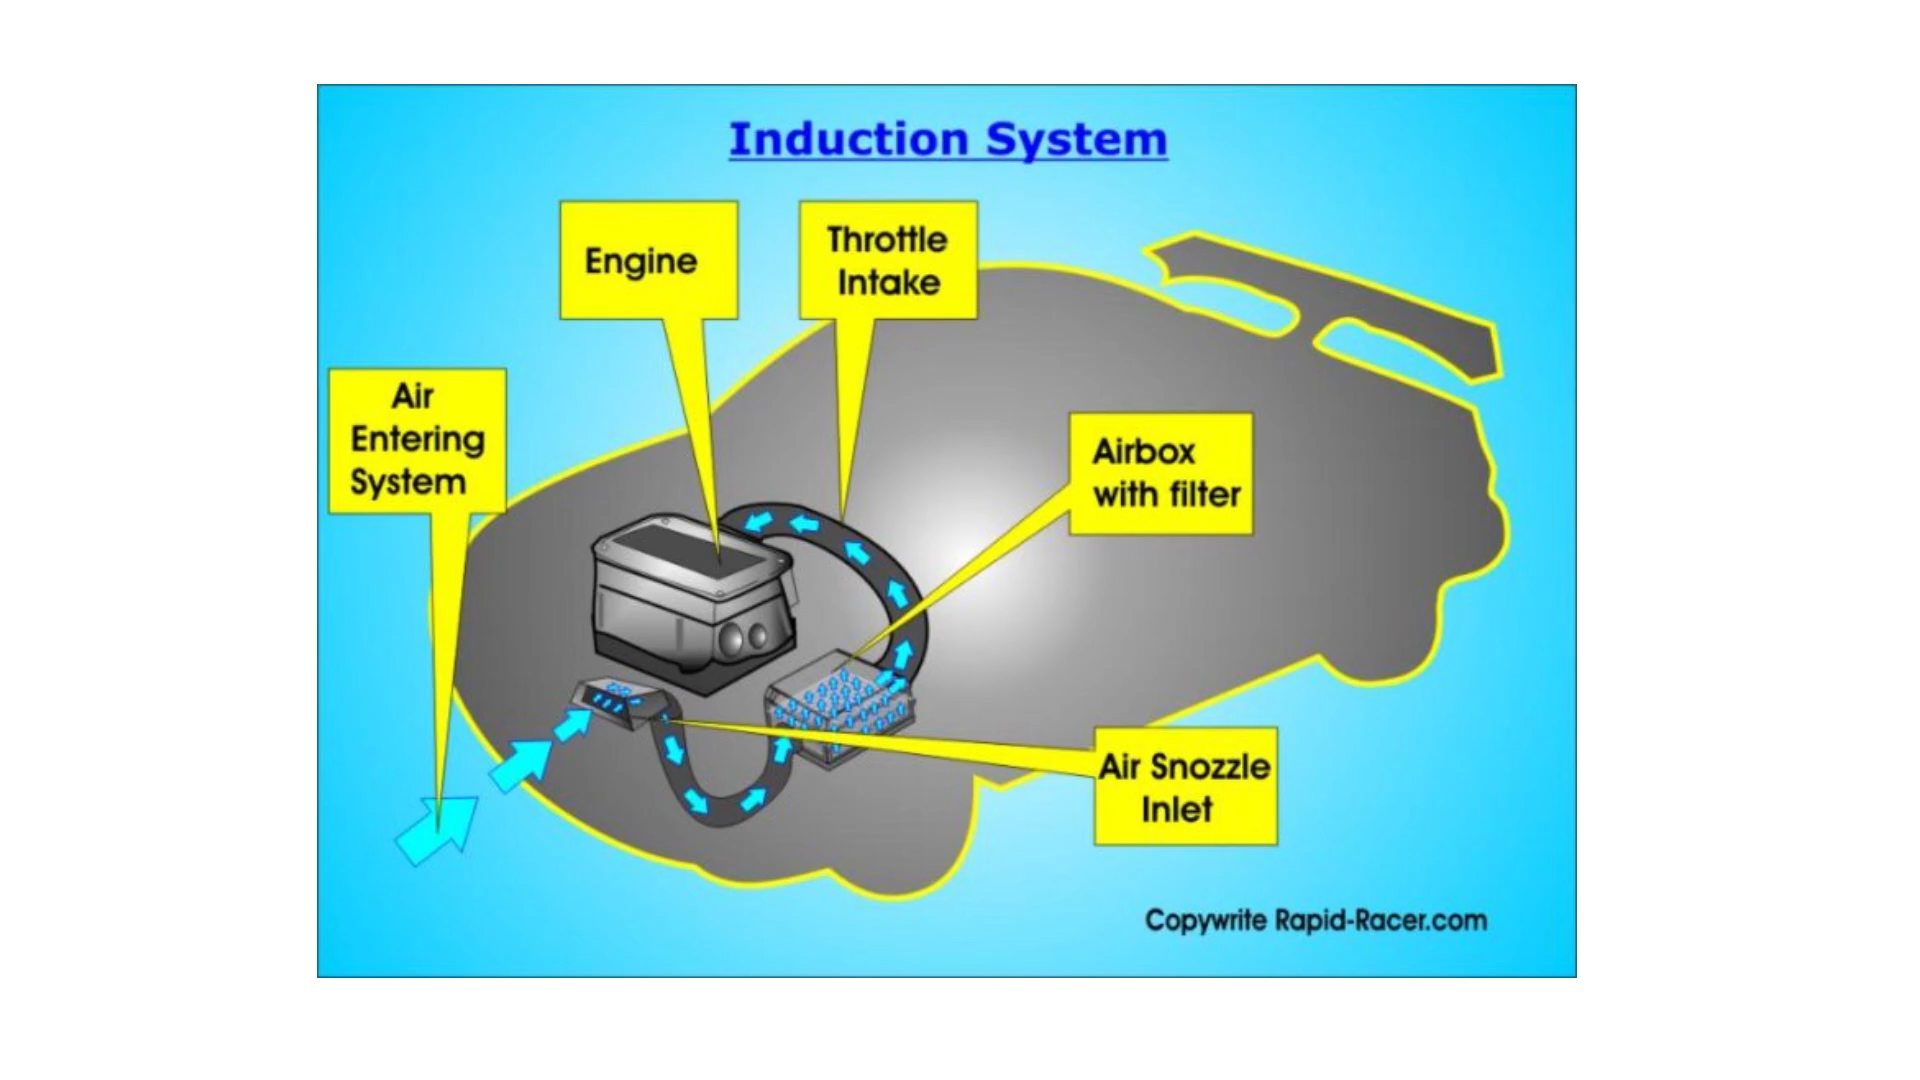 Induction System
Engine
Throttle
Intake
Air
Entering
System
Airbox
with filter
Air Snozzle
Inlet
Copywrite Rapid-Racer.com